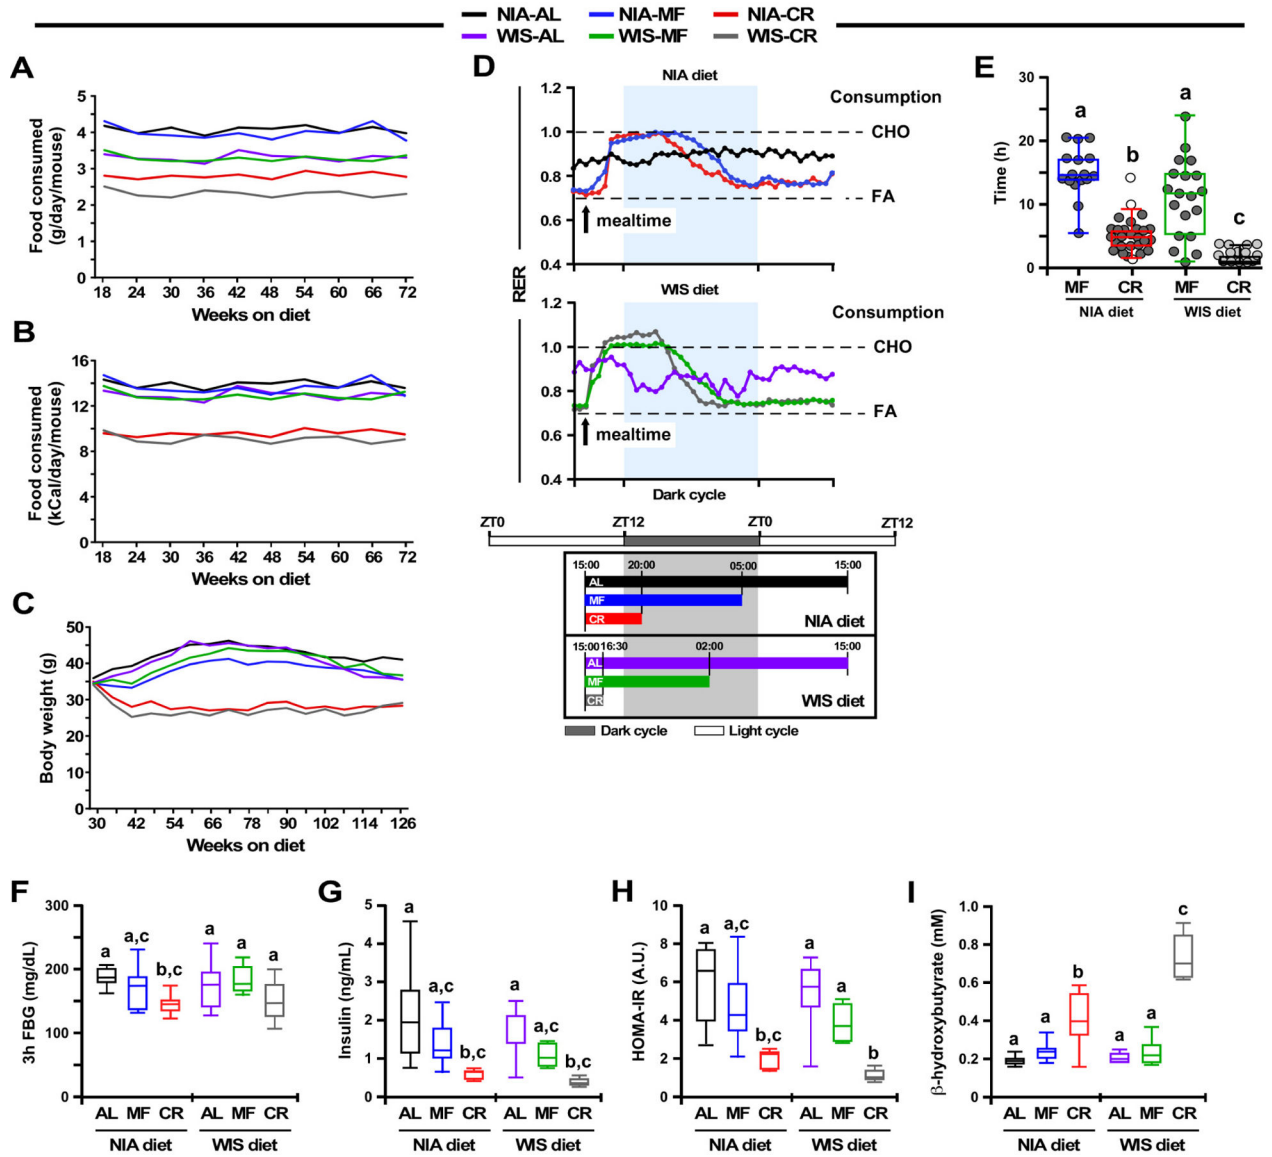 NIA-AL NIA-MF NIA-CR
WIS-AL WIS-MF WIS-CR
A
Food consumed
(g/day/mouse)
5
4
3
2
1
0
18 24 30 36 42 48 54 60 66 72
Weeks on diet
B
Food consumed
(kCal/day/mouse)
16
12
8
4
0
18 24 30 36 42 48 54 60 66 72
Weeks on diet
C
Body weight (g)
50
40
30
20
10
0
30 42 54 66 78 90 102 114 126
Weeks on diet
D
RER
NIA diet
1.2
1.0
0.8
0.6
0.4
Consumption
CHO
FA
mealtime
WIS diet
1.2
1.0
0.8
0.6
0.4
Consumption
CHO
FA
mealtime
Dark cycle
ZT0 ZT12 ZT0 ZT12
15:00 20:00 05:00 15:00
AL
MF
CR
NIA diet
15:00 16:30 02:00 15:00
AL
MF
CR
WIS diet
Dark cycle Light cycle
E
Time (h)
30
20
10
0
a b a c
MF CR MF CR
NIA diet WIS diet
F
3h FBG (mg/dL)
300
200
100
0
a a,c b,c a a a
AL MF CR AL MF CR
NIA diet WIS diet
G
Insulin (ng/mL)
5
4
3
2
1
0
a a,c b,c a a,c b,c
AL MF CR AL MF CR
NIA diet WIS diet
H
HOMA-IR (A.U.)
10
8
6
4
2
0
a a,c b,c a a b
AL MF CR AL MF CR
NIA diet WIS diet
I
β-hydroxybutyrate (mM)
1.0
0.8
0.6
0.4
0.2
0.0
a a b a a c
AL MF CR AL MF CR
NIA diet WIS diet